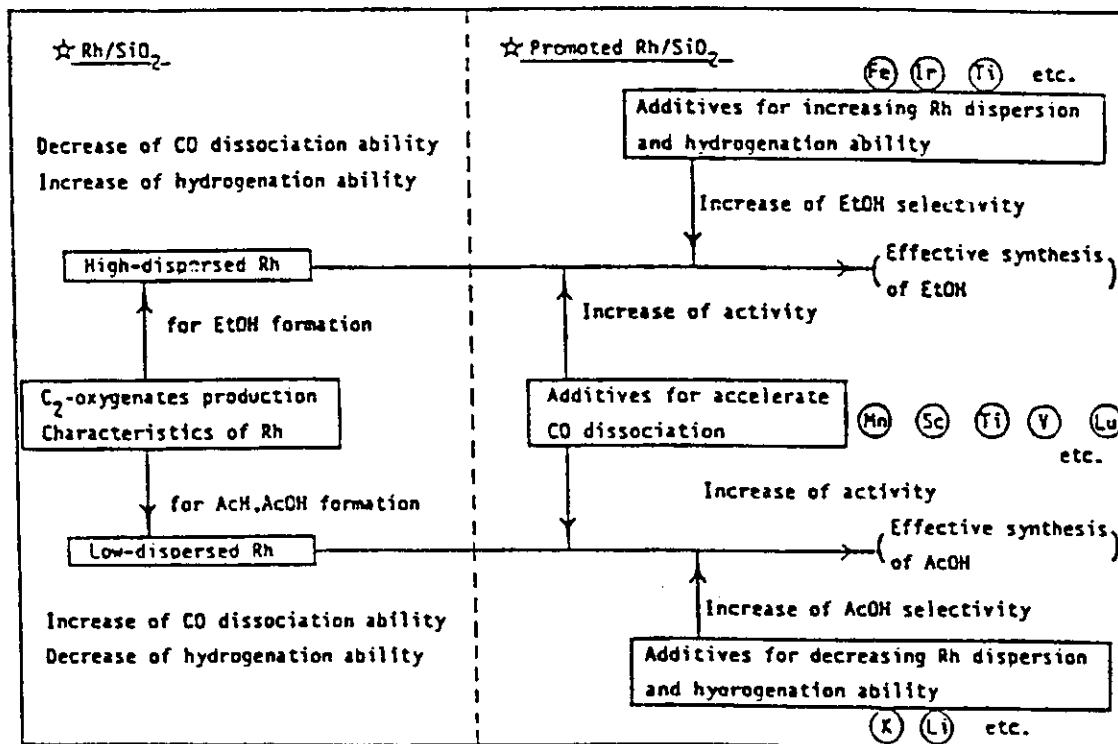 ☆ Rh/SiO2
Decrease of CO dissociation ability
Increase of hydrogenation ability
High-dispersed Rh
for EtOH formation
C2-oxygenates production
Characteristics of Rh
for AcH,AcOH formation
Low-dispersed Rh
Increase of CO dissociation ability
Decrease of hydrogenation ability
☆ Promoted Rh/SiO2
Fe Ir Ti etc.
Additives for increasing Rh dispersion
and hydrogenation ability
Increase of EtOH selectivity
(Effective synthesis
of EtOH)
Increase of activity
Additives for accelerate
CO dissociation
Mn Sc Ti V Lu
etc.
Increase of activity
(Effective synthesis
of AcOH)
Increase of AcOH selectivity
Additives for decreasing Rh dispersion
and hydrogenation ability
K Li etc.